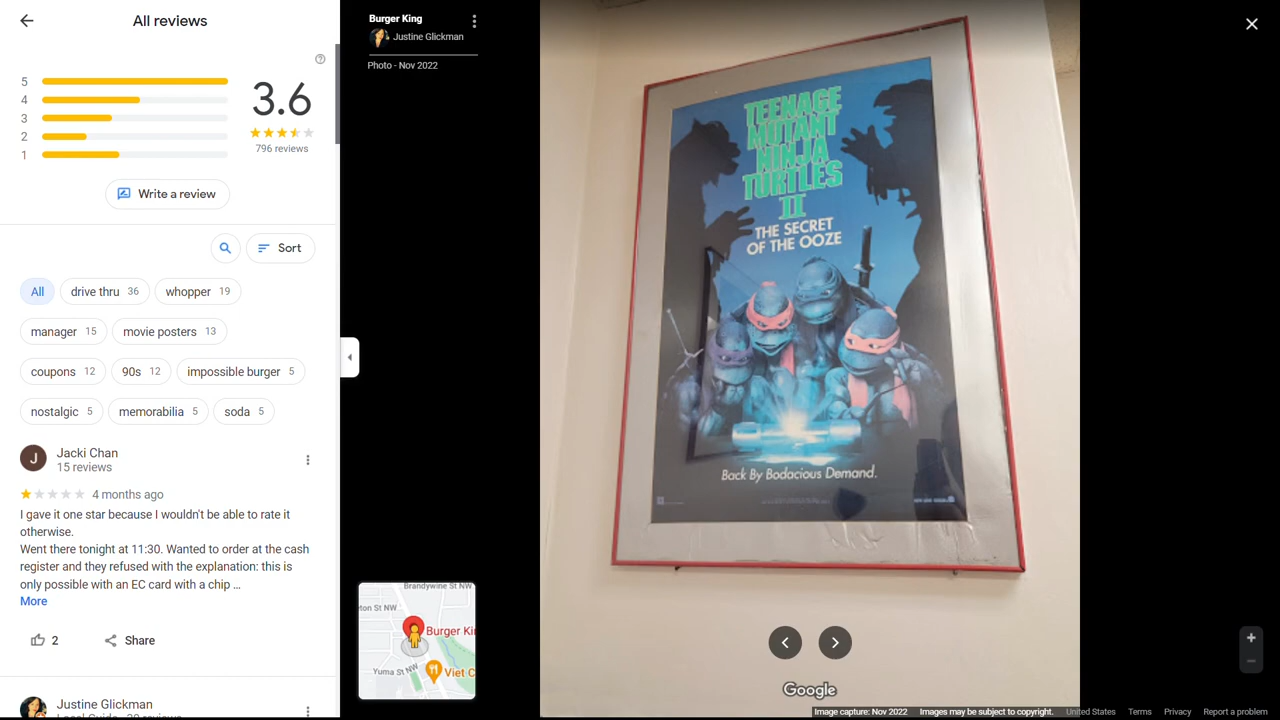 All reviews
5
4
3
2
1
3.6
796 reviews
Write a review
Sort
All
drive thru 36
whopper 19
manager 15
movie posters 13
coupons 12
90s 12
impossible burger 5
nostalgic 5
memorabilia 5
soda 5
J
Jacki Chan
15 reviews
4 months ago
I gave it one star because I wouldn't be able to rate it
otherwise.
Went there tonight at 11:30. Wanted to order at the cash
register and they refused with the explanation: this is
only possible with an EC card with a chip ...
More
2
Share
Justine Glickman
Burger King
Justine Glickman
Photo - Nov 2022
TEENAGE
MUTANT
NINJA
TURTLES
II
THE SECRET
OF THE OOZE
Back By Bodacious Demand.
Brandywine St NW
ton St NW
Burger Ki
Yuma St NW
Viet C
Google
Image capture: Nov 2022 Images may be subject to copyright. United States Terms Privacy Report a problem